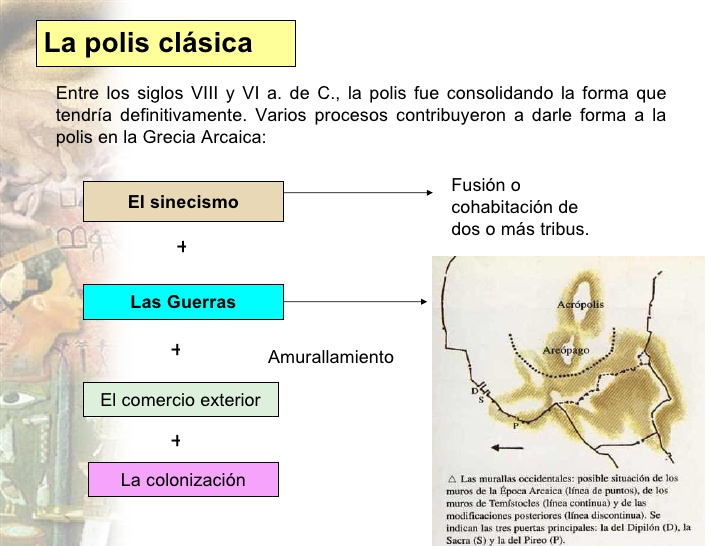 La polis clásica
Entre los siglos VIII y VI a. de C., la polis fue consolidando la forma que
tendría definitivamente. Varios procesos contribuyeron a darle forma a la
polis en la Grecia Arcaica:
El sinecismo
Fusión o
cohabitación de
dos o más tribus.
+
Las Guerras
+
Amurallamiento
El comercio exterior
+
La colonización
Acrópolis
Areópago
D
S
P
△ Las murallas occidentales: posible situación de los
muros de la Época Arcaica (línea de puntos), de los
muros de Temístocles (línea continua) y de las
modificaciones posteriores (línea discontinua). Se
indican las tres puertas principales: la del Dipilón (D), la
Sacra (S) y la del Pireo (P).